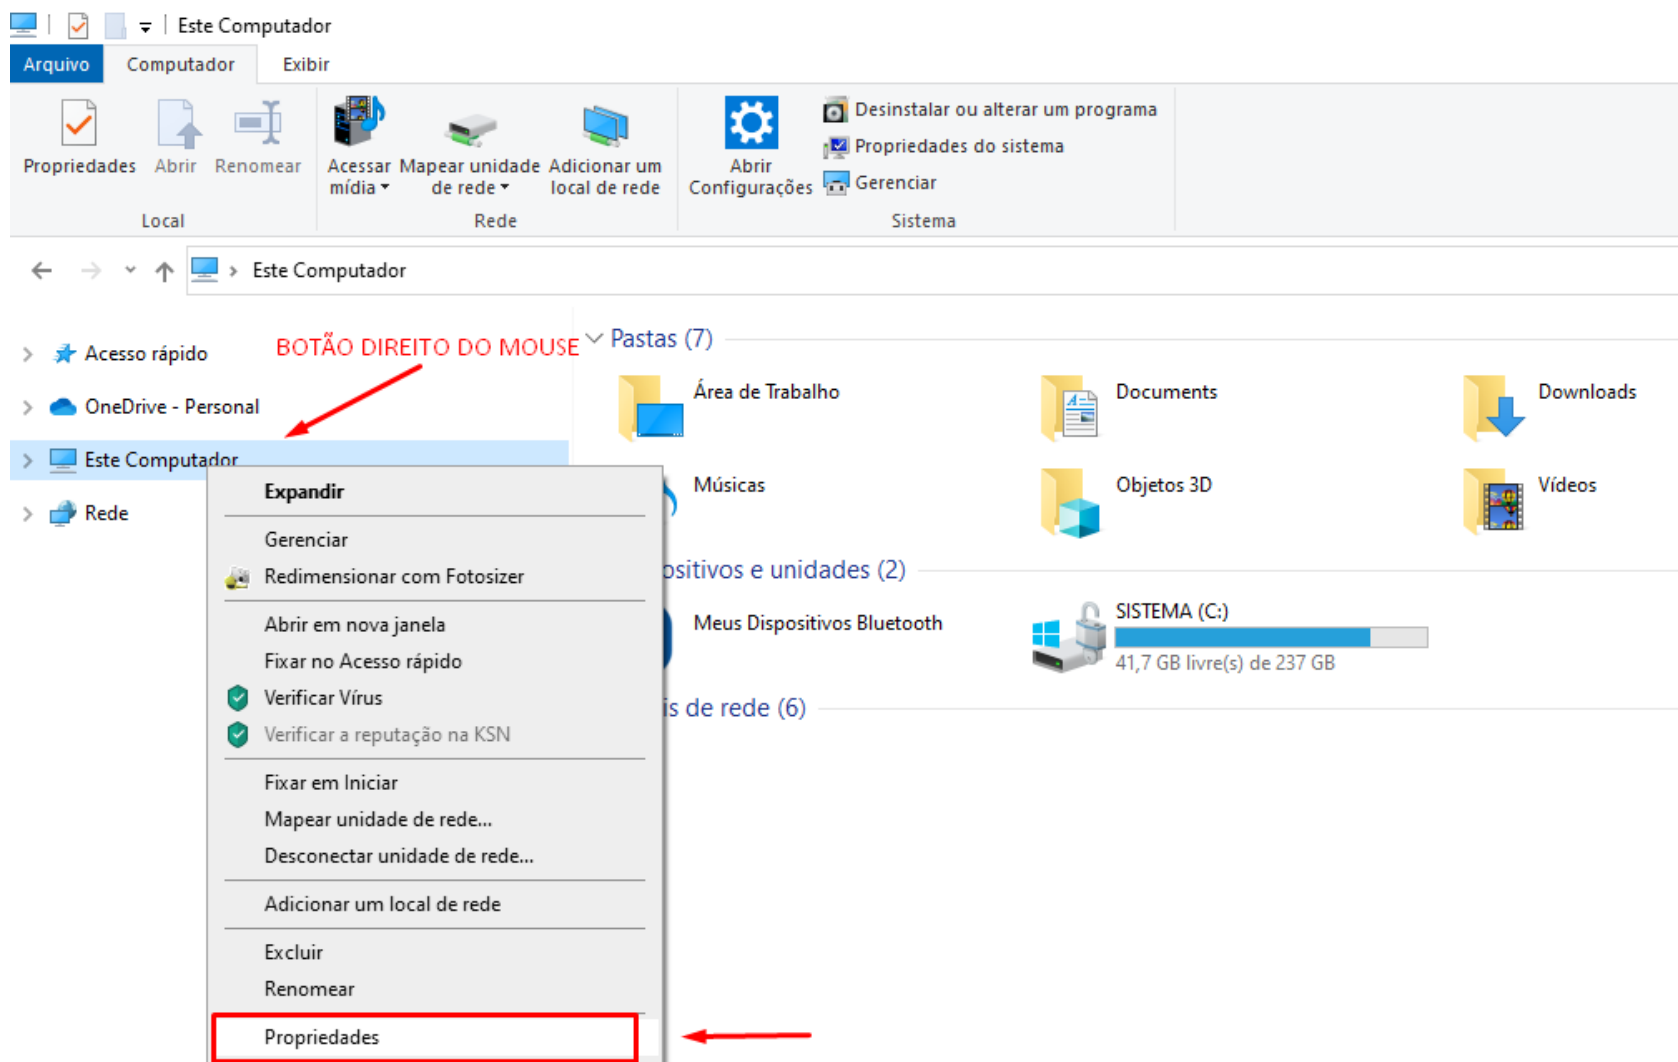 Este Computador
Arquivo Computador Exibir
Propriedades
Abrir
Renomear
Acessar
mídia
Mapear unidade
de rede
Adicionar um
local de rede
Abrir
Configurações
Desinstalar ou alterar um programa
Propriedades do sistema
Gerenciar
Local
Rede
Sistema
Este Computador
BOTÃO DIREITO DO MOUSE
Acesso rápido
OneDrive - Personal
Este Computador
Rede
Expandir
Gerenciar
Redimensionar com Fotosizer
Abrir em nova janela
Fixar no Acesso rápido
Verificar Vírus
Verificar a reputação na KSN
Fixar em Iniciar
Mapear unidade de rede...
Desconectar unidade de rede...
Adicionar um local de rede
Excluir
Renomear
Propriedades
Pastas (7)
Área de Trabalho
Documents
Downloads
Músicas
Objetos 3D
Vídeos
ositivos e unidades (2)
Meus Dispositivos Bluetooth
SISTEMA (C:)
41,7 GB livre(s) de 237 GB
is de rede (6)